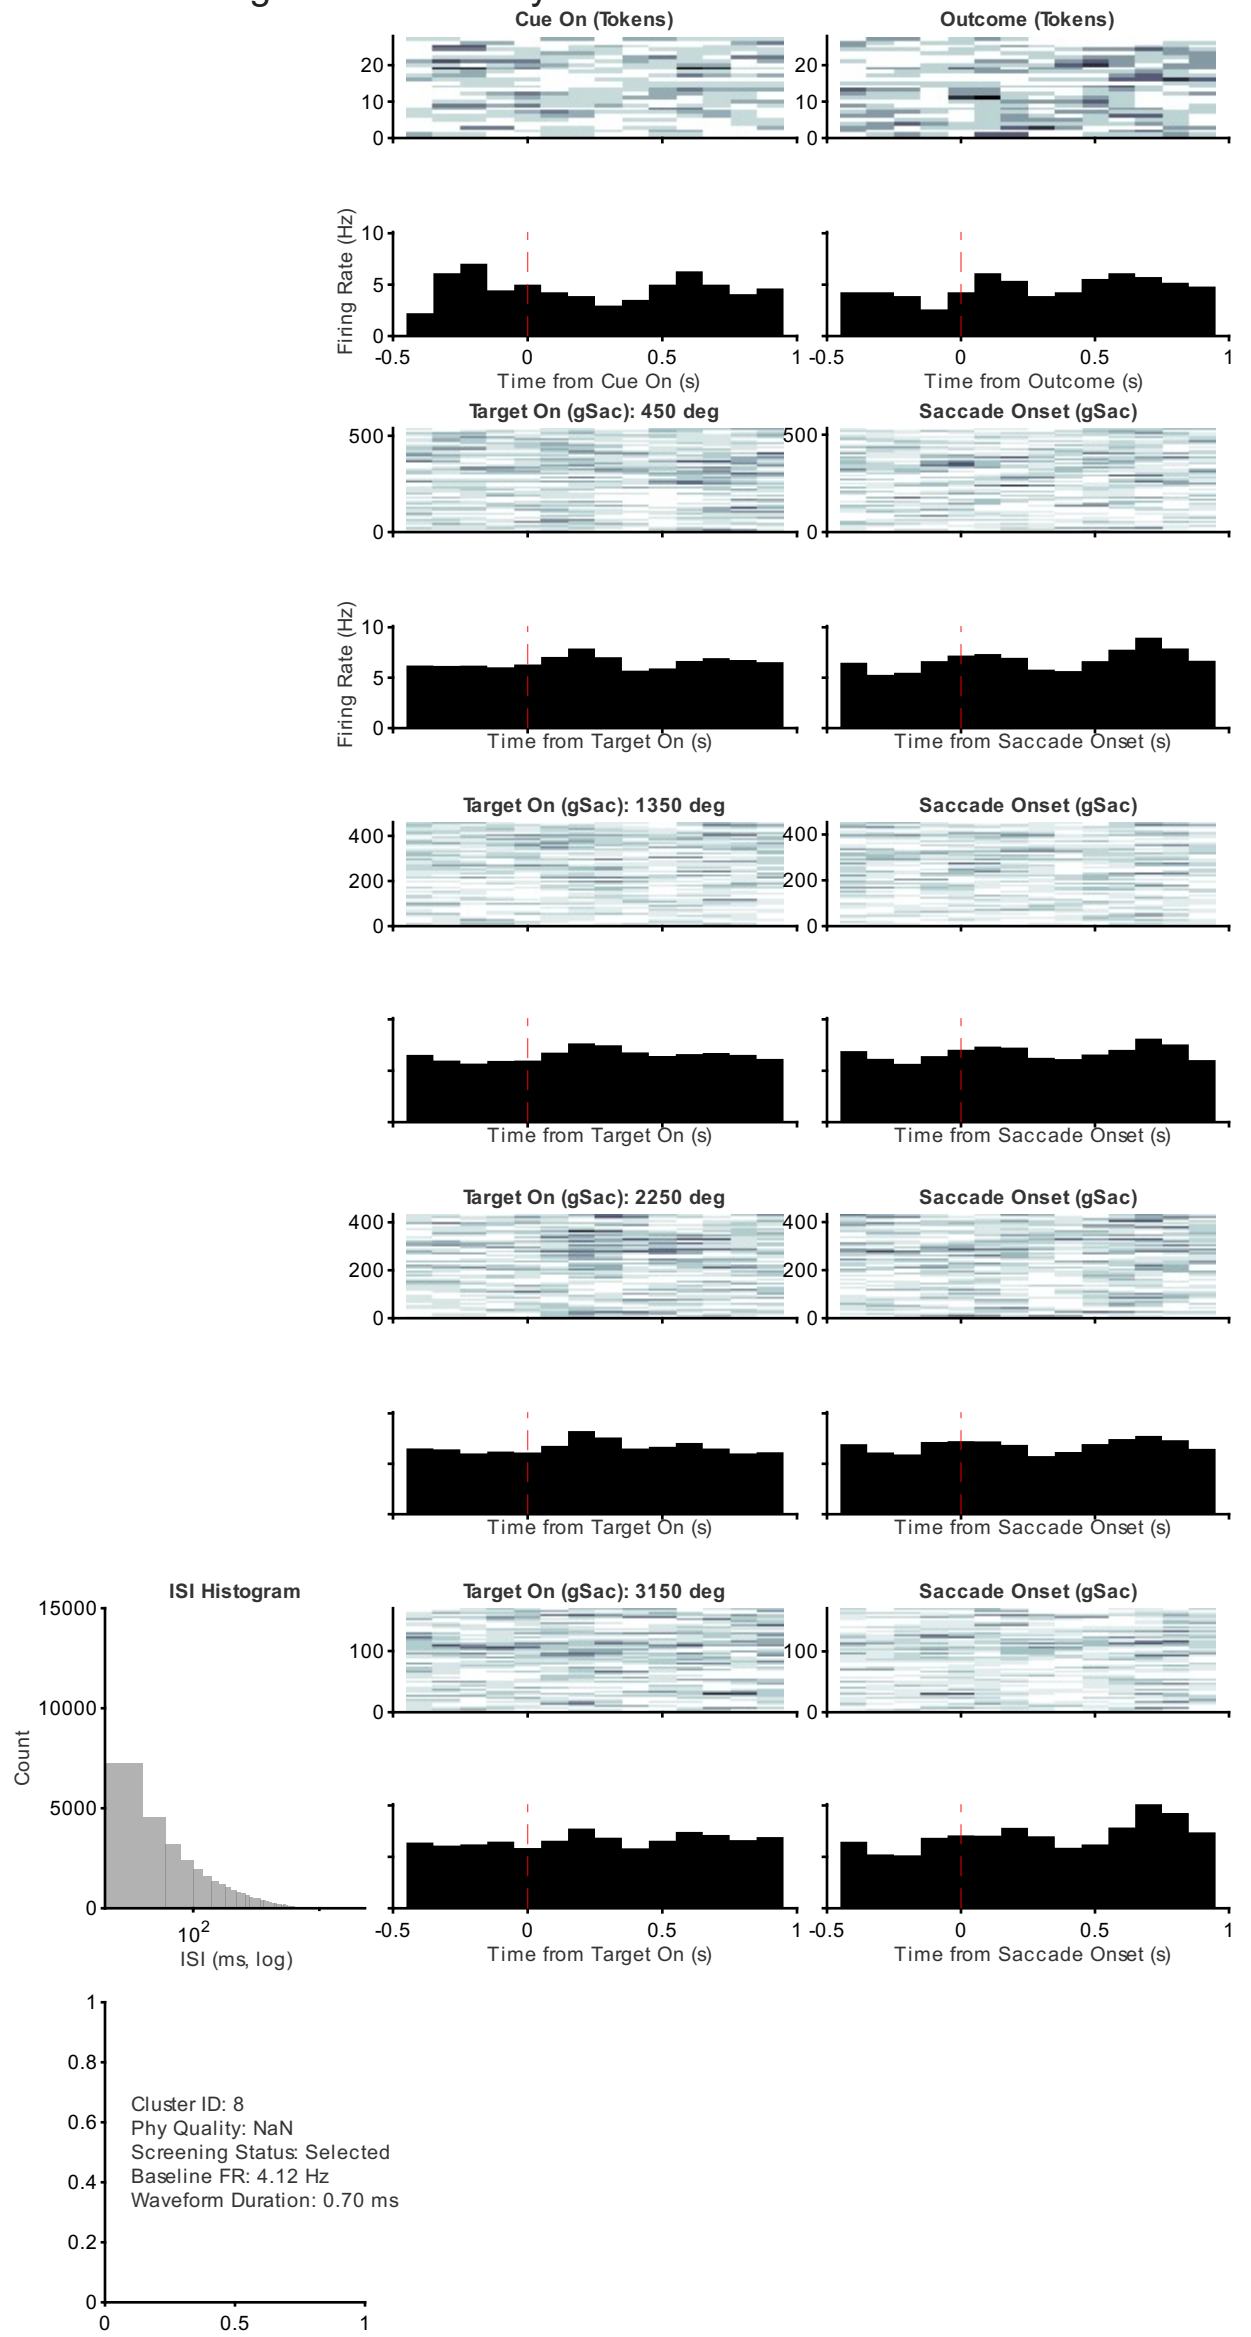 Cue On (Tokens)
Outcome (Tokens)
20
10
0
20
10
0
Firing Rate (Hz)
10
5
0
-0.5
0
0.5
1
-0.5
0
0.5
1
Time from Cue On (s)
Time from Outcome (s)
Target On (gSac): 450 deg
Saccade Onset (gSac)
500
0
500
0
Firing Rate (Hz)
10
5
0
Time from Target On (s)
Time from Saccade Onset (s)
Target On (gSac): 1350 deg
Saccade Onset (gSac)
400
200
0
400
200
0
Time from Target On (s)
Time from Saccade Onset (s)
Target On (gSac): 2250 deg
Saccade Onset (gSac)
400
200
0
400
200
0
Time from Target On (s)
Time from Saccade Onset (s)
ISI Histogram
Target On (gSac): 3150 deg
Saccade Onset (gSac)
15000
10000
5000
0
Count
10²
ISI (ms, log)
100
0
100
0
-0.5
0
0.5
1
-0.5
0
0.5
1
Time from Target On (s)
Time from Saccade Onset (s)
1
0.8
0.6
0.4
0.2
0
Cluster ID: 8
Phy Quality: NaN
Screening Status: Selected
Baseline FR: 4.12 Hz
Waveform Duration: 0.70 ms
0
0.5
1